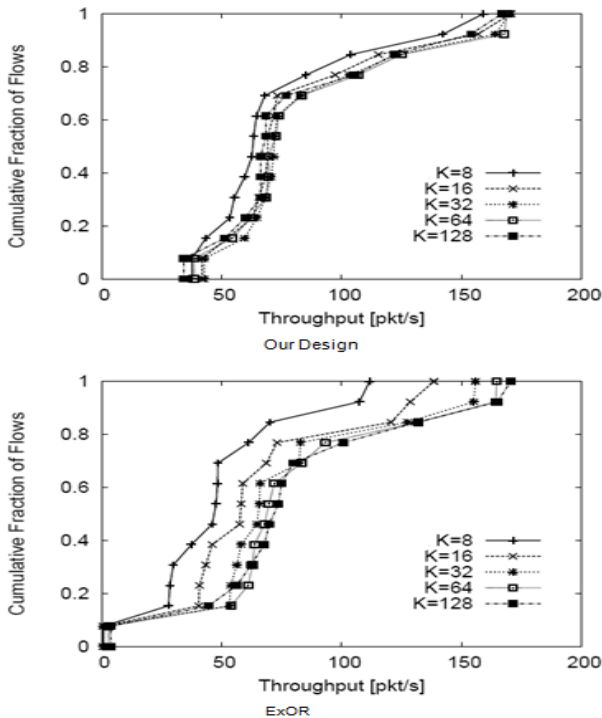 Cumulative Fraction of Flows
1
0.8
0.6
0.4
0.2
0
K=8
K=16
K=32
K=64
K=128
0 50 100 150 200
Throughput [pkt/s]
Our Design
Cumulative Fraction of Flows
1
0.8
0.6
0.4
0.2
0
K=8
K=16
K=32
K=64
K=128
0 50 100 150 200
Throughput [pkt/s]
ExOR